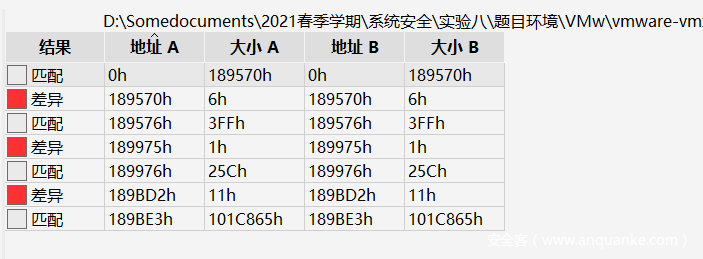 D:\Somedocuments\2021春季学期\系统安全\实验八\题目环境\VMw\vmware-vmx
结果 地址 A 大小 A 地址 B 大小 B
匹配 0h 189570h 0h 189570h
差异 189570h 6h 189570h 6h
匹配 189576h 3FFh 189576h 3FFh
差异 189975h 1h 189975h 1h
匹配 189976h 25Ch 189976h 25Ch
差异 189BD2h 11h 189BD2h 11h
匹配 189BE3h 101C865h 189BE3h 101C865h
安全客（www.anquanke.com）